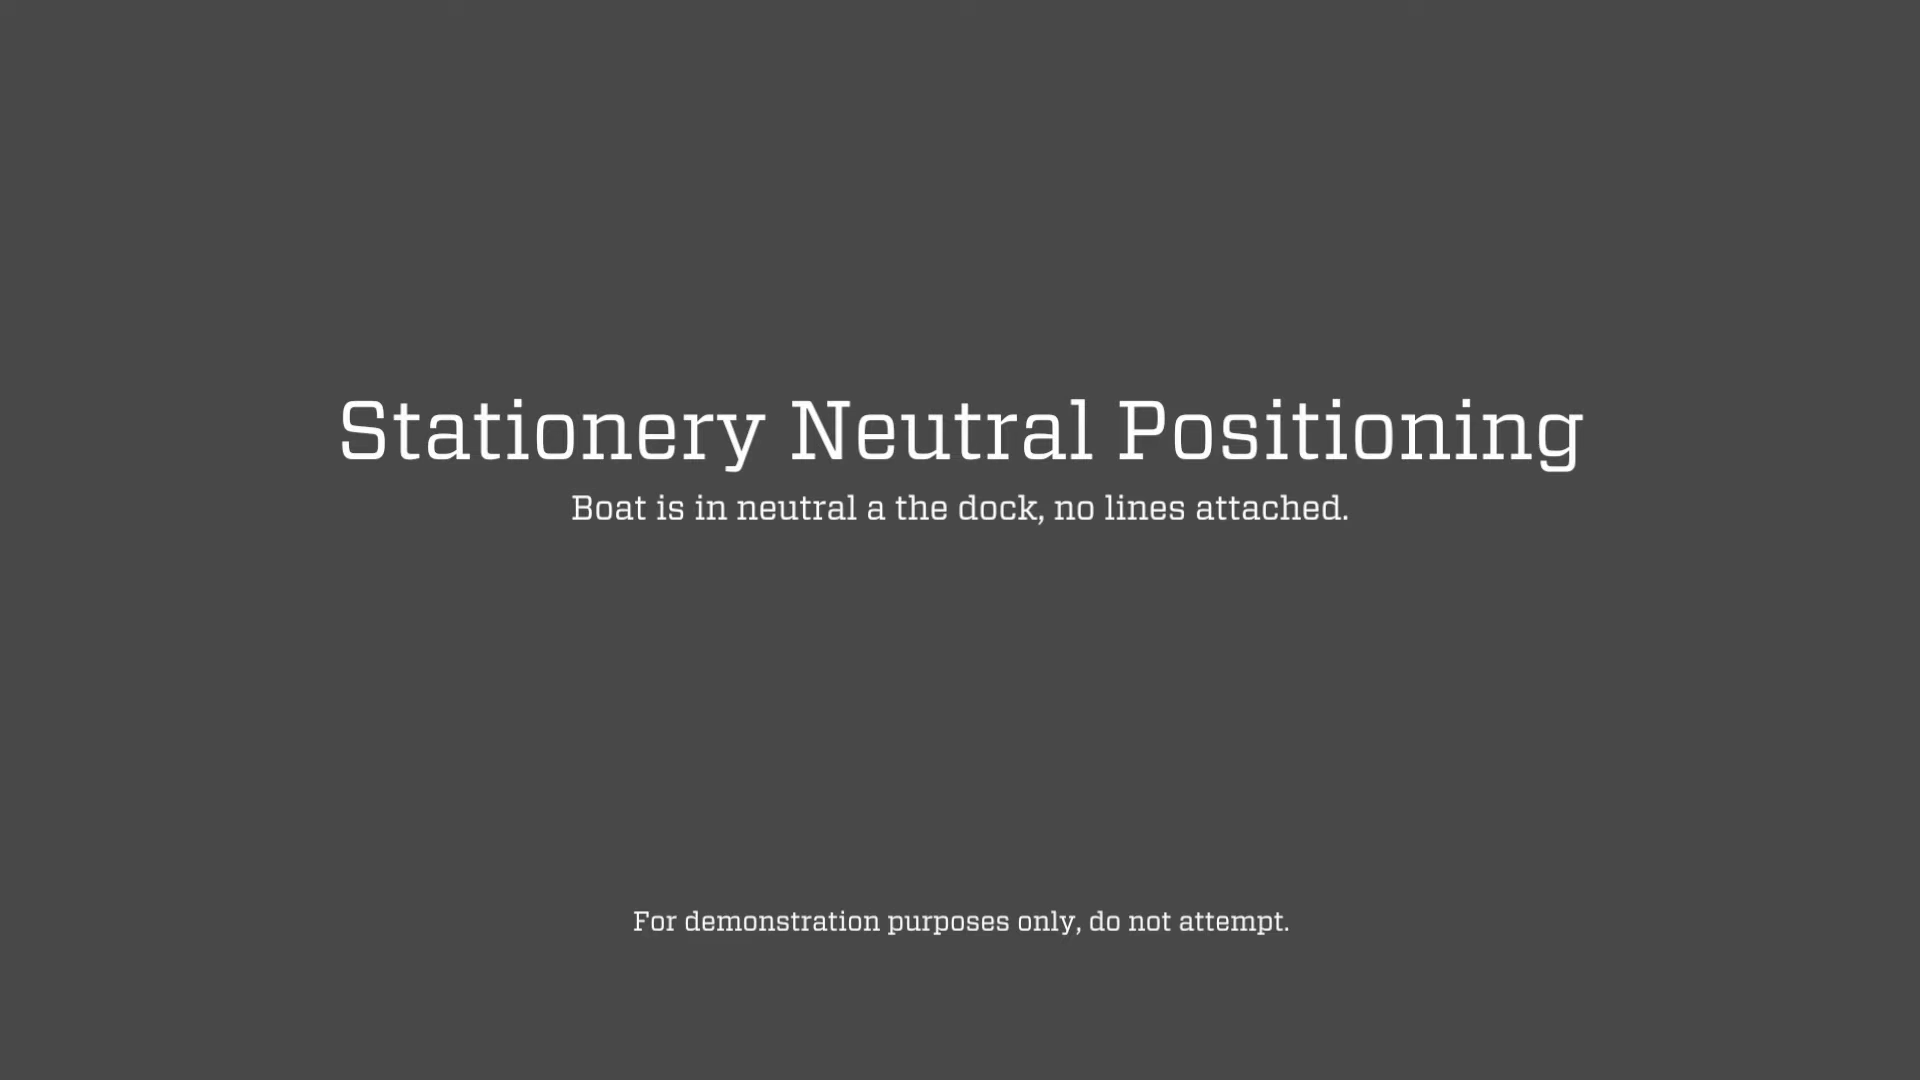 Stationery Neutral Positioning
Boat is in neutral a the dock, no lines attached.
For demonstration purposes only, do not attempt.